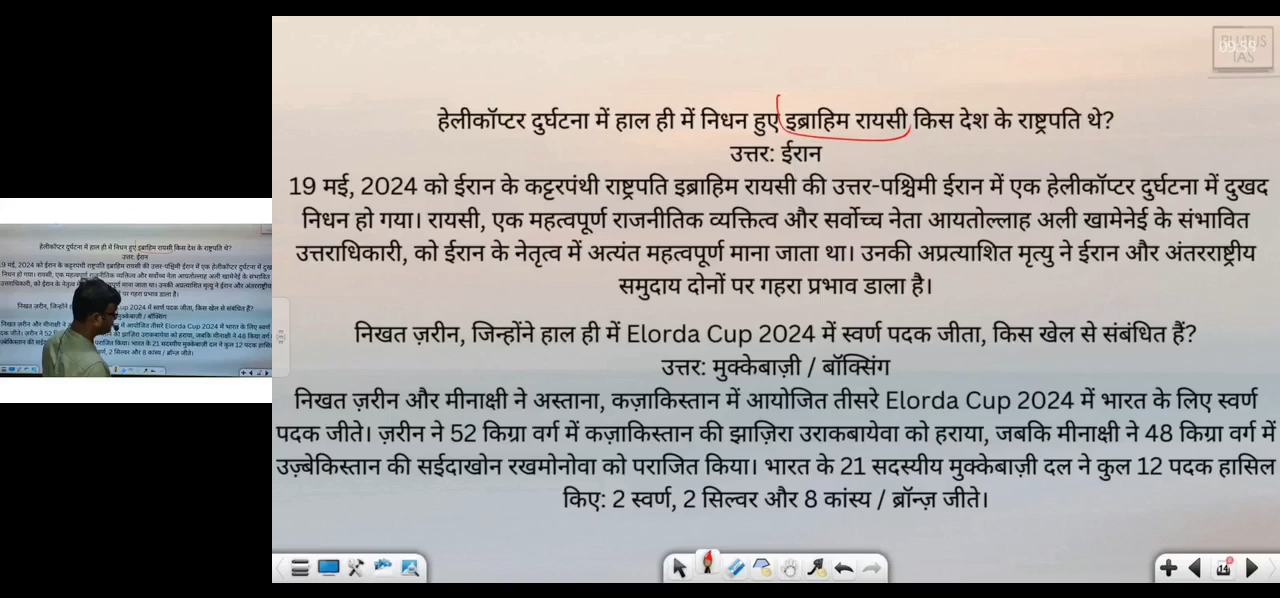 PLUTUS
IAS
09:59
हेलीकॉप्टर दुर्घटना में हाल ही में निधन हुए इब्राहिम रायसी किस देश के राष्ट्रपति थे?
उत्तर: ईरान
19 मई, 2024 को ईरान के कट्टरपंथी राष्ट्रपति इब्राहिम रायसी की उत्तर-पश्चिमी ईरान में एक हेलीकॉप्टर दुर्घटना में दुखद
निधन हो गया। रायसी, एक महत्वपूर्ण राजनीतिक व्यक्तित्व और सर्वोच्च नेता आयतोल्लाह अली खामेनेई के संभावित
उत्तराधिकारी, को ईरान के नेतृत्व में अत्यंत महत्वपूर्ण माना जाता था। उनकी अप्रत्याशित मृत्यु ने ईरान और अंतरराष्ट्रीय
समुदाय दोनों पर गहरा प्रभाव डाला है।
निखत ज़रीन, जिन्होंने हाल ही में Elorda Cup 2024 में स्वर्ण पदक जीता, किस खेल से संबंधित हैं?
उत्तर: मुक्केबाज़ी / बॉक्सिंग
निखत ज़रीन और मीनाक्षी ने अस्ताना, कज़ाकिस्तान में आयोजित तीसरे Elorda Cup 2024 में भारत के लिए स्वर्ण
पदक जीते। ज़रीन ने 52 किग्रा वर्ग में कज़ाकिस्तान की झाज़िरा उराकबायेवा को हराया, जबकि मीनाक्षी ने 48 किग्रा वर्ग में
उज़्बेकिस्तान की सईदाखोन रखमोनोवा को पराजित किया। भारत के 21 सदस्यीय मुक्केबाज़ी दल ने कुल 12 पदक हासिल
किए: 2 स्वर्ण, 2 सिल्वर और 8 कांस्य / ब्रॉन्ज़ जीते।
14